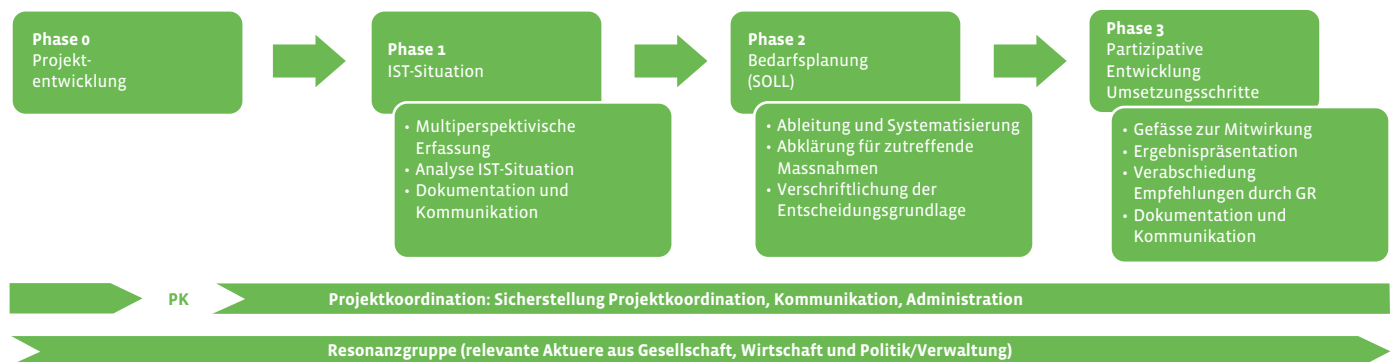 Phase 0
Projekt-
entwicklung
Phase 1
IST-Situation
• Multiperspektivische
Erfassung
• Analyse IST-Situation
• Dokumentation und
Kommunikation
Phase 2
Bedarfsplanung
(SOLL)
• Ableitung und Systematisierung
• Abklärung für zutreffende
Massnahmen
• Verschriftlichung der
Entscheidungsgrundlage
Phase 3
Partizipative
Entwicklung
Umsetzungsschritte
• Gefässe zur Mitwirkung
• Ergebnispräsentation
• Verabschiedung
Empfehlungen durch GR
• Dokumentation und
Kommunikation
PK
Projektkoordination: Sicherstellung Projektkoordination, Kommunikation, Administration
Resonanzgruppe (relevante Aktuere aus Gesellschaft, Wirtschaft und Politik/Verwaltung)